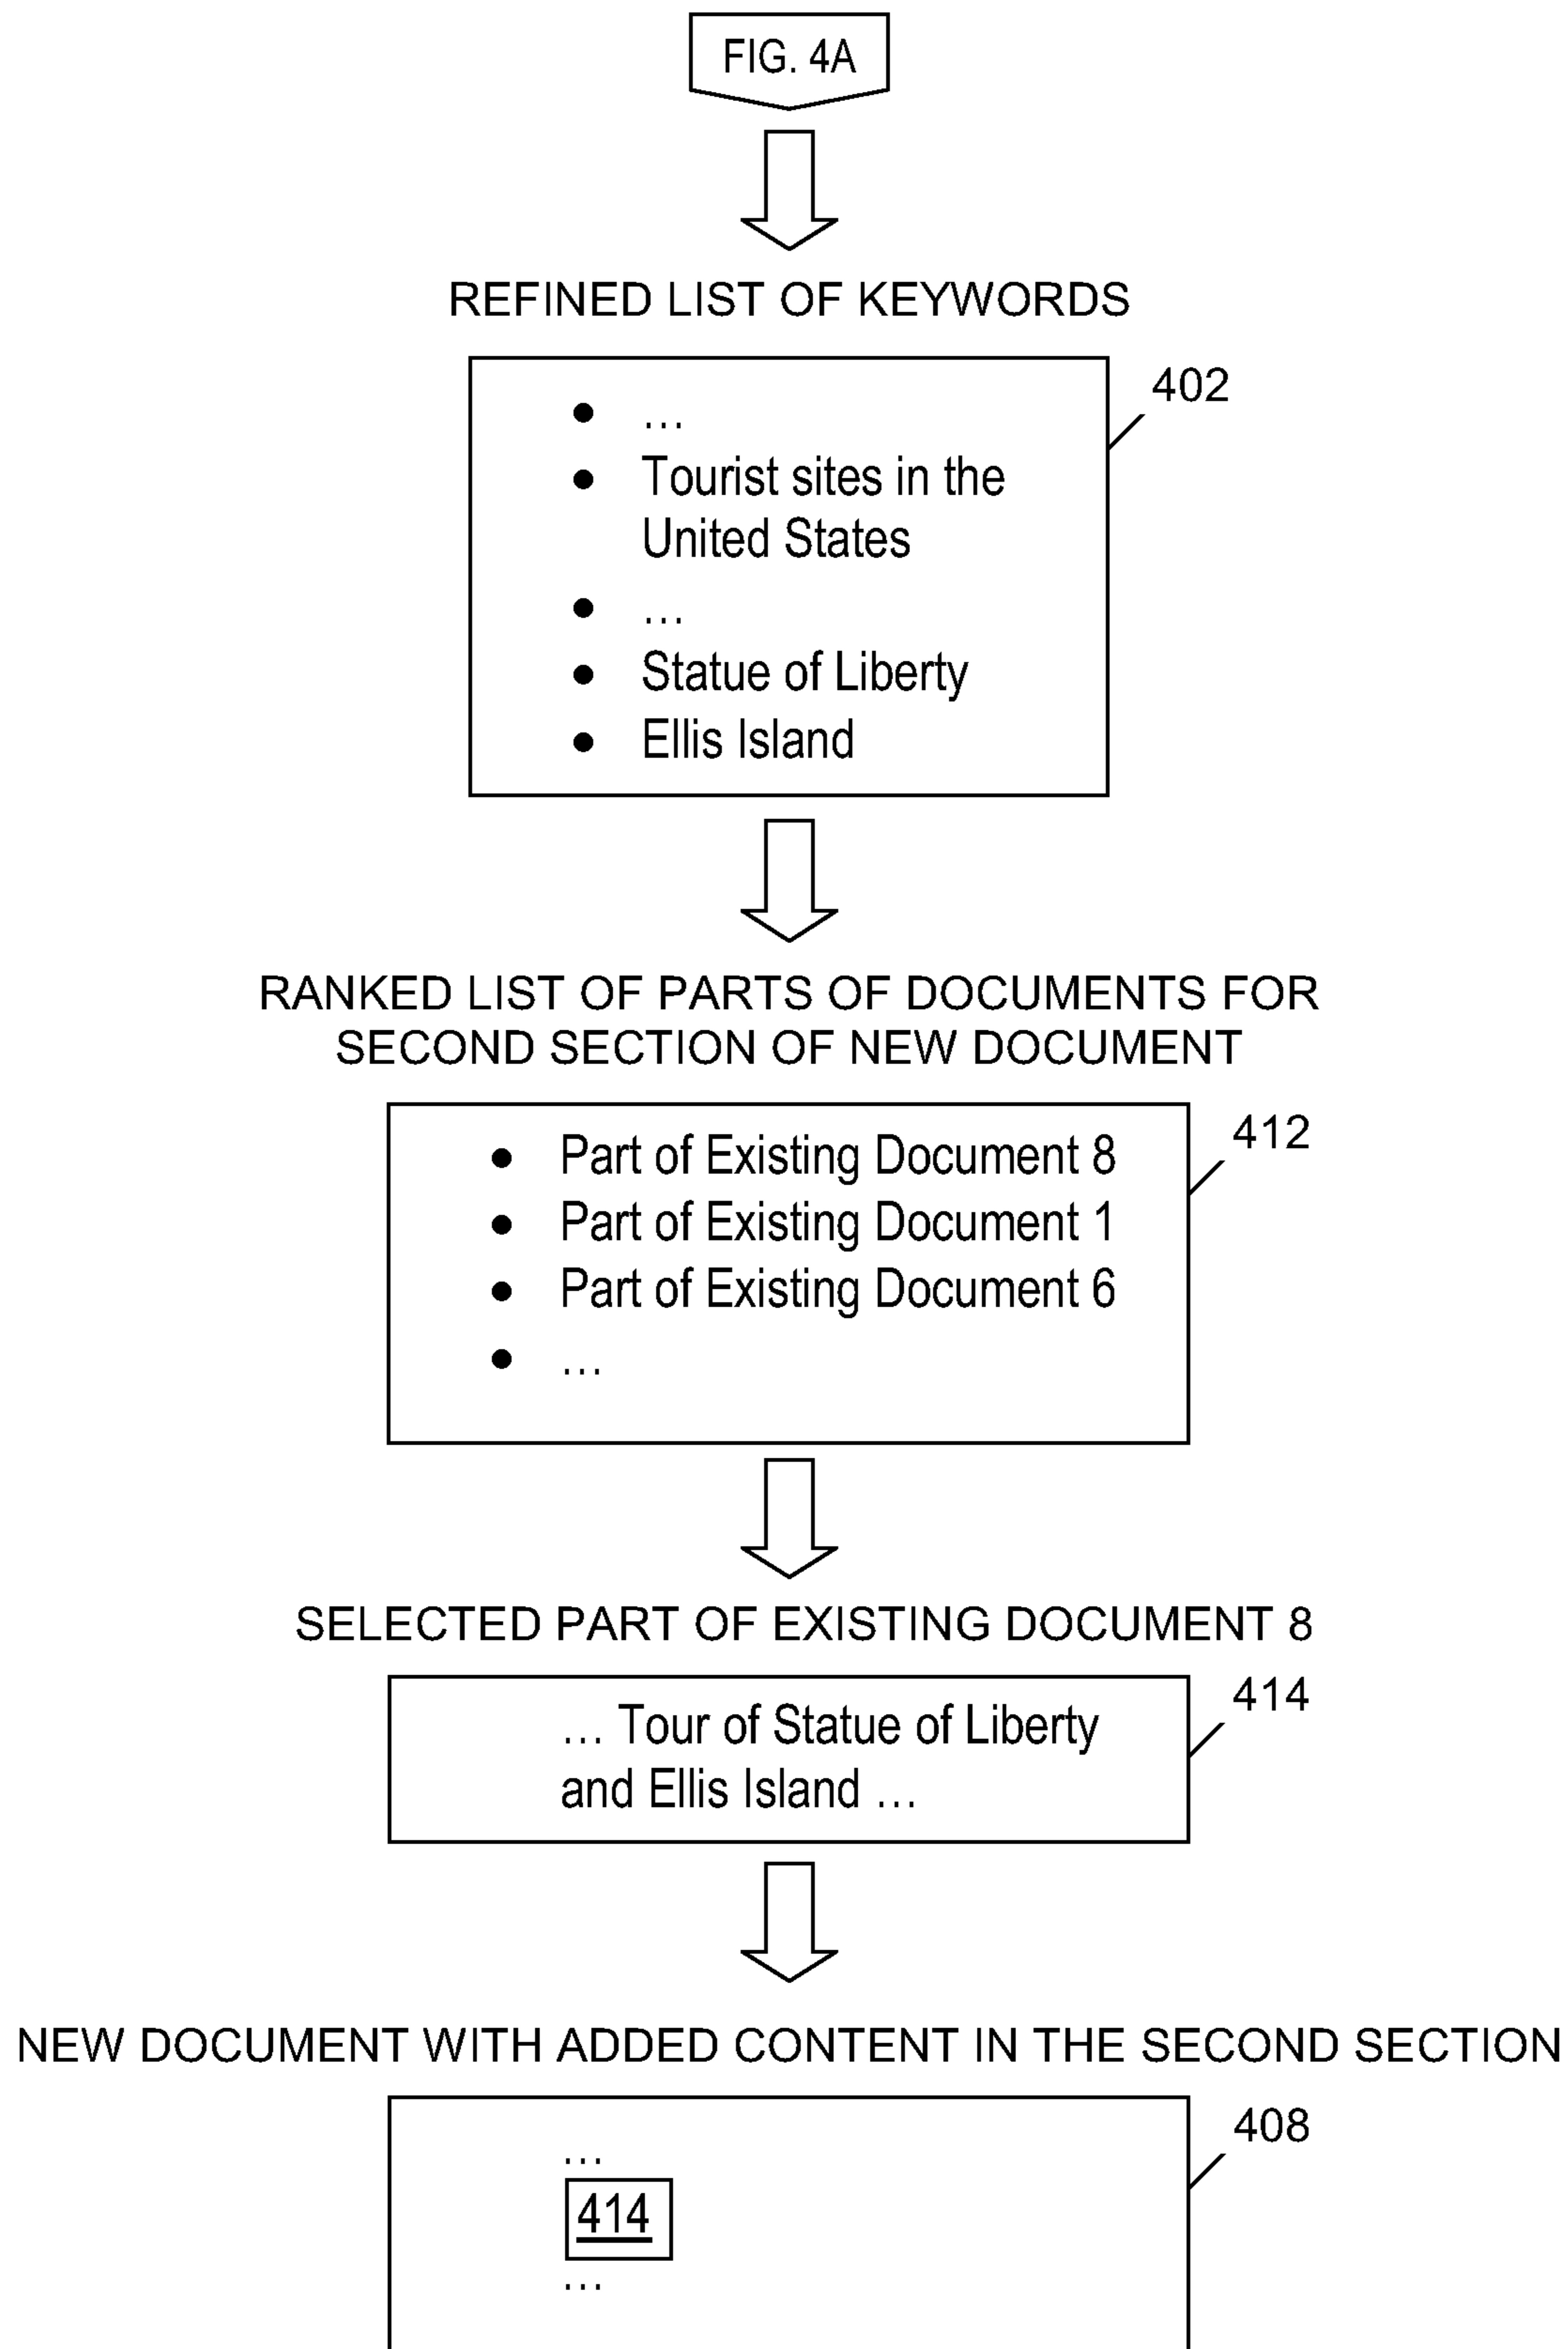 FIG. 4A
REFINED LIST OF KEYWORDS
402
● …
● Tourist sites in the
United States
● …
● Statue of Liberty
● Ellis Island
RANKED LIST OF PARTS OF DOCUMENTS FOR
SECOND SECTION OF NEW DOCUMENT
412
● Part of Existing Document 8
● Part of Existing Document 1
● Part of Existing Document 6
● …
SELECTED PART OF EXISTING DOCUMENT 8
414
… Tour of Statue of Liberty
and Ellis Island …
NEW DOCUMENT WITH ADDED CONTENT IN THE SECOND SECTION
408
…
414
…